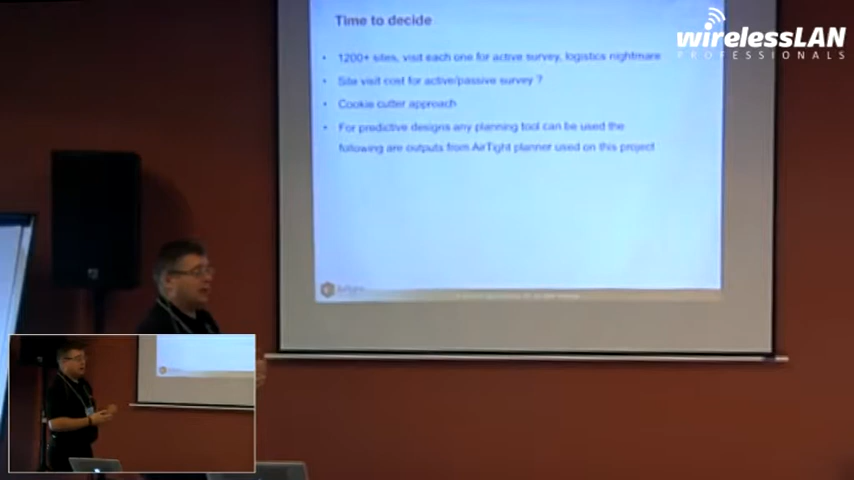 Time to decide
wirelessLAN
PROFESSIONALS
• 1200+ sites, visit each one for active survey, logistics nightmare
• Site visit cost for active/passive survey ?
• Cookie cutter approach
• For predictive designs any planning tool can be used the
following are outputs from AirTight planner used on this project
AirTight